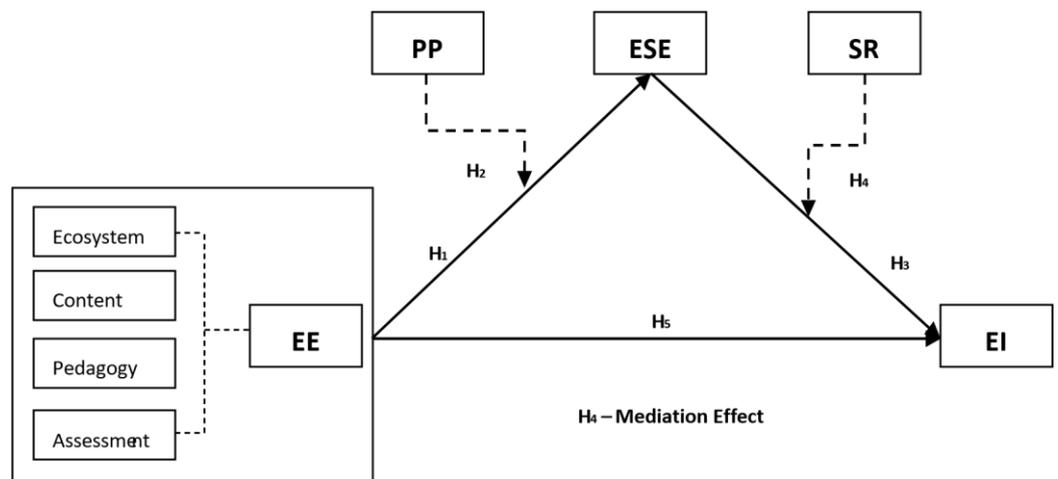 PP
ESE
SR
H₂
H₄
Ecosystem
H₁
H₃
Content
H₅
EE
EI
Pedagogy
H₄ – Mediation Effect
Assessment